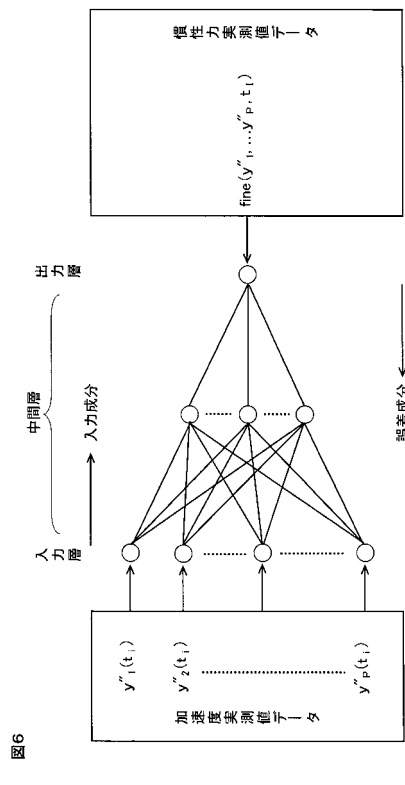 図6
入力層
中間層
出力層
入力成分
y″₁(tᵢ)
y″₂(tᵢ)
y″ₚ(tᵢ)
加速度実測値データ
fine(y″₁,...y″ₚ,tᵢ)
慣性力実測値データ
誤差成分